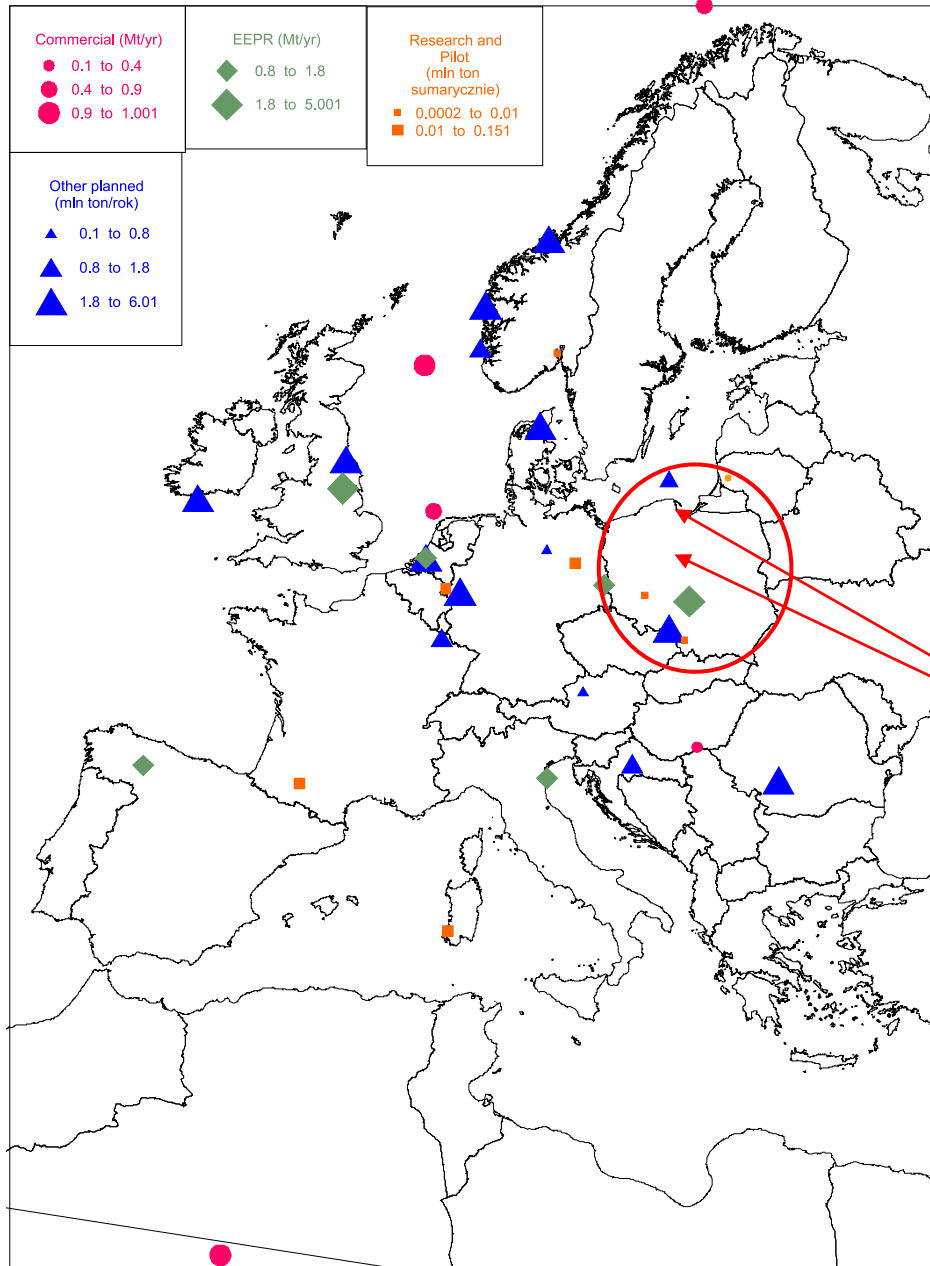 Commercial (Mt/yr)
0.1 to 0.4
0.4 to 0.9
0.9 to 1.001
EEPR (Mt/yr)
0.8 to 1.8
1.8 to 5.001
Research and
Pilot
(mln ton
sumarycznie)
0.0002 to 0.01
0.01 to 0.151
Other planned
(mln ton/rok)
0.1 to 0.8
0.8 to 1.8
1.8 to 6.01